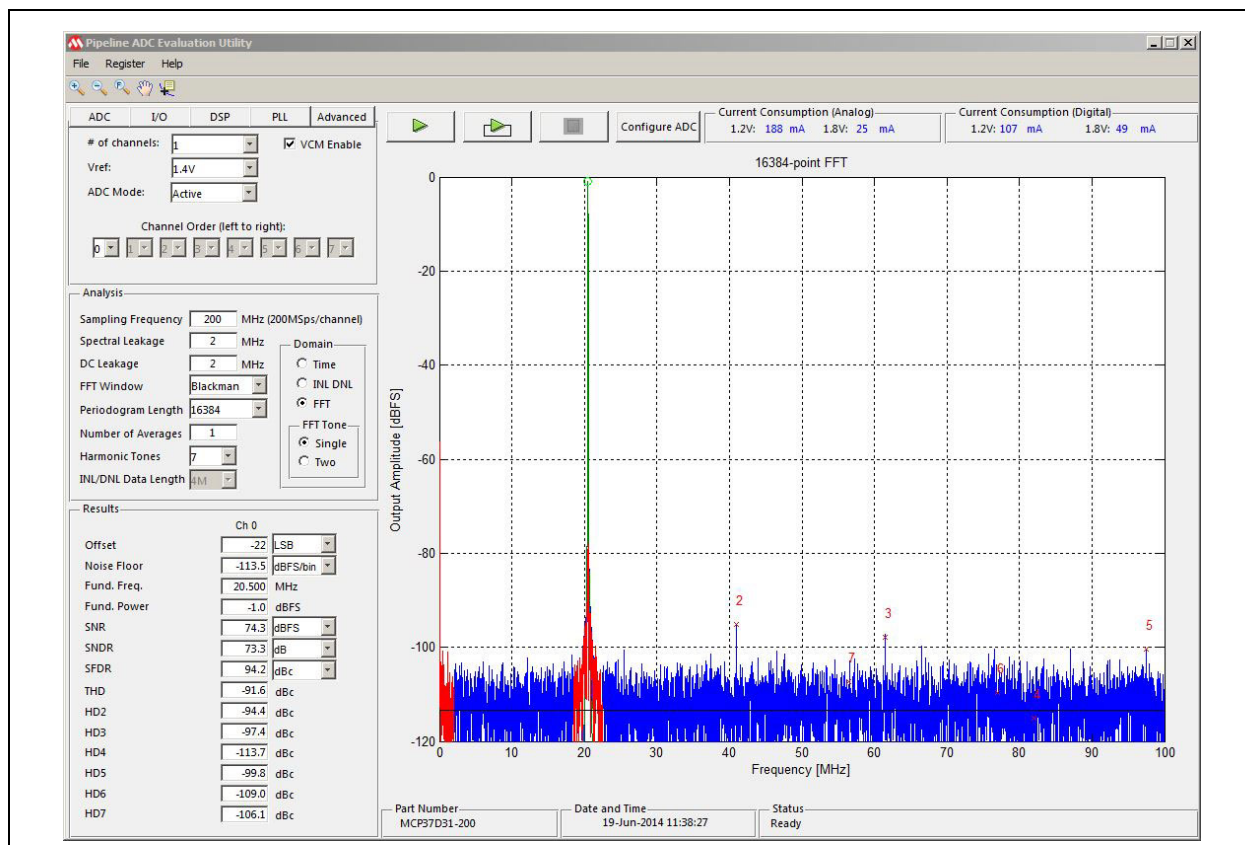 Pipeline ADC Evaluation Utility
File Register Help
ADC I/O DSP PLL Advanced
# of channels: 1 VCM Enable
Vref: 1.4V
ADC Mode: Active
Channel Order (left to right):
0 1 2 3 4 5 6 7
Configure ADC
Current Consumption (Analog)
1.2V: 188 mA 1.8V: 25 mA
Current Consumption (Digital)
1.2V: 107 mA 1.8V: 49 mA
Analysis
Sampling Frequency 200 MHz (200MSps/channel)
Spectral Leakage 2 MHz
DC Leakage 2 MHz
FFT Window Blackman
Periodogram Length 16384
Number of Averages 1
Harmonic Tones 7
INL/DNL Data Length 4M
Domain
Time
INL DNL
FFT
FFT Tone
Single
Two
Results
Ch 0
Offset -22 LSB
Noise Floor -113.5 dBFS/bin
Fund. Freq. 20.500 MHz
Fund. Power -1.0 dBFS
SNR 74.3 dBFS
SNDR 73.3 dB
SFDR 94.2 dBc
THD -91.6 dBc
HD2 -94.4 dBc
HD3 -97.4 dBc
HD4 -113.7 dBc
HD5 -99.8 dBc
HD6 -109.0 dBc
HD7 -106.1 dBc
16384-point FFT
Output Amplitude [dBFS]
0
-20
-40
-60
-80
-100
-120
2
3
5
7
6
4
0 10 20 30 40 50 60 70 80 90 100
Frequency [MHz]
Part Number
MCP37D31-200
Date and Time
19-Jun-2014 11:38:27
Status
Ready